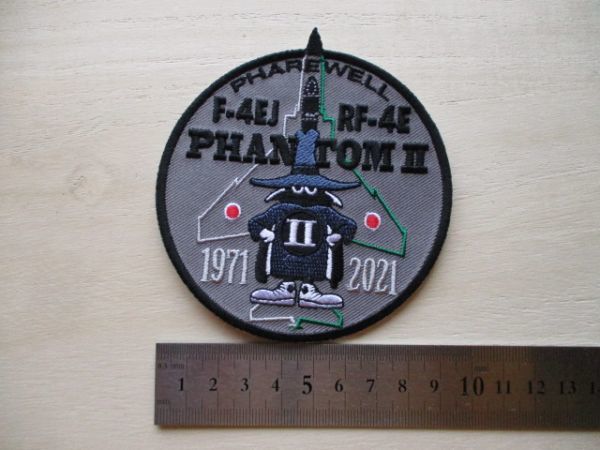 PHAREWELL
F-4EJ RF-4E
PHANTOM II
II
1971 2021
1 2 3 4 5 6 7 8 9 10 11 12 13 14